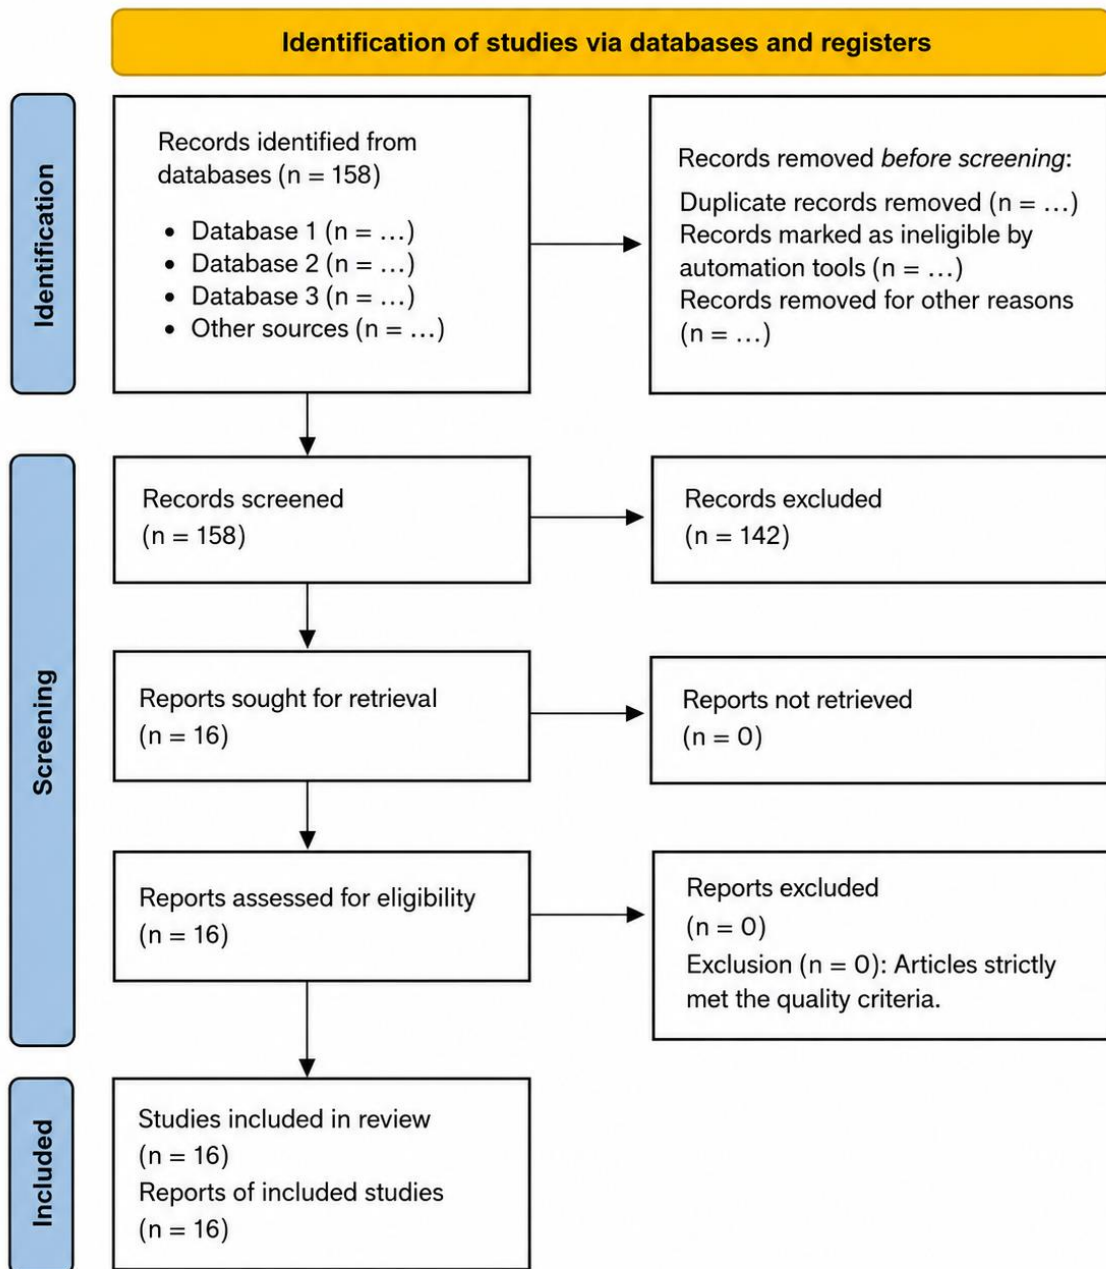 Identification of studies via databases and registers
Identification
Records identified from
databases (n = 158)
• Database 1 (n = …)
• Database 2 (n = …)
• Database 3 (n = …)
• Other sources (n = …)
Records removed before screening:
Duplicate records removed (n = …)
Records marked as ineligible by
automation tools (n = …)
Records removed for other reasons
(n = …)
Screening
Records screened
(n = 158)
Records excluded
(n = 142)
Reports sought for retrieval
(n = 16)
Reports not retrieved
(n = 0)
Reports assessed for eligibility
(n = 16)
Reports excluded
(n = 0)
Exclusion (n = 0): Articles strictly
met the quality criteria.
Included
Studies included in review
(n = 16)
Reports of included studies
(n = 16)